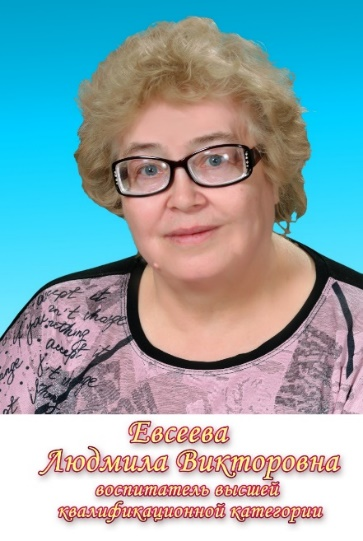 Евсеева
Людмила Викторовна
воспитатель высшей
квалификационной категории